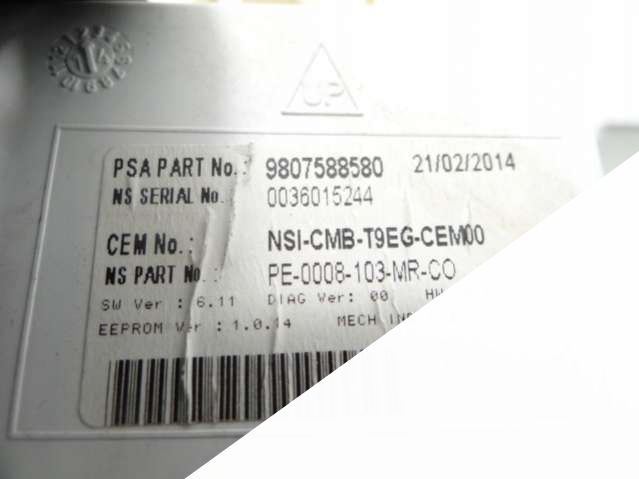 UP
PSA PART No.: 9807588580 21/02/2014
NS SERIAL No. 0036015244
CEM No.: NSI-CMB-T9EG-CEM00
NS PART No.: PE-0008-103-MR-CO
SW Ver : 6.11 DIAG Ver: 00
EEPROM Ver : 1.0.14 MECH